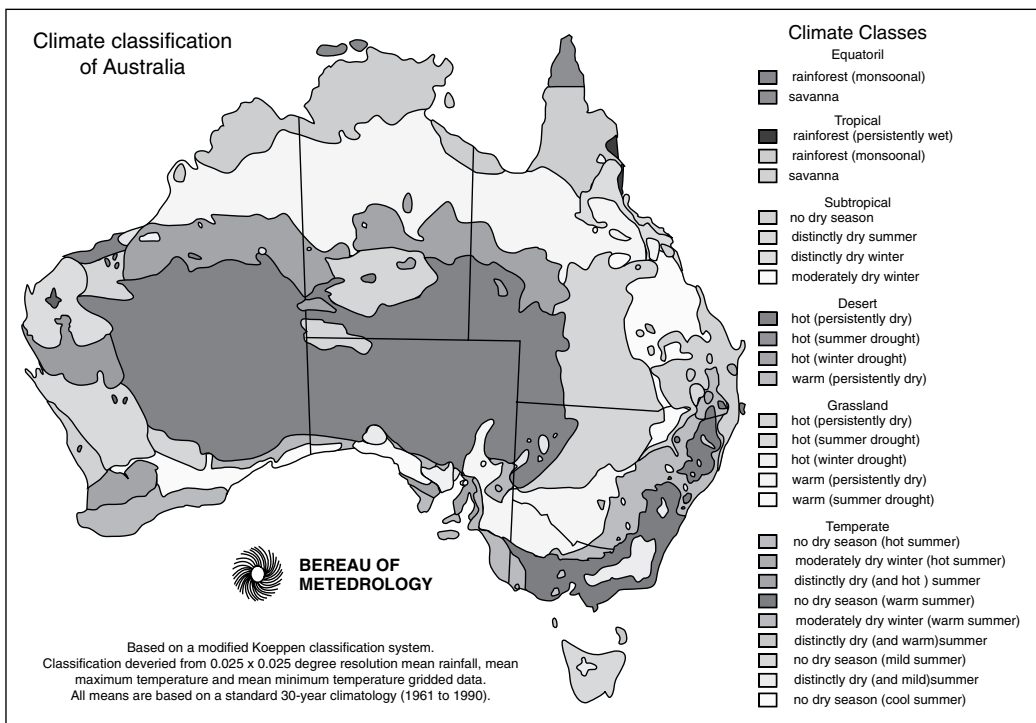 Climate classification
of Australia
Climate Classes
Equatoril
rainforest (monsoonal)
savanna
Tropical
rainforest (persistently wet)
rainforest (monsoonal)
savanna
Subtropical
no dry season
distinctly dry summer
distinctly dry winter
moderately dry winter
Desert
hot (persistently dry)
hot (summer drought)
hot (winter drought)
warm (persistently dry)
Grassland
hot (persistently dry)
hot (summer drought)
hot (winter drought)
warm (persistently dry)
warm (summer drought)
Temperate
no dry season (hot summer)
moderately dry winter (hot summer)
distinctly dry (and hot ) summer
no dry season (warm summer)
moderately dry winter (warm summer)
distinctly dry (and warm)summer
no dry season (mild summer)
distinctly dry (and mild)summer
no dry season (cool summer)
BEREAU OF
METEDROLOGY
Based on a modified Koeppen classification system.
Classification deveried from 0.025 x 0.025 degree resolution mean rainfall, mean
maximum temperature and mean minimum temperature gridded data.
All means are based on a standard 30-year climatology (1961 to 1990).